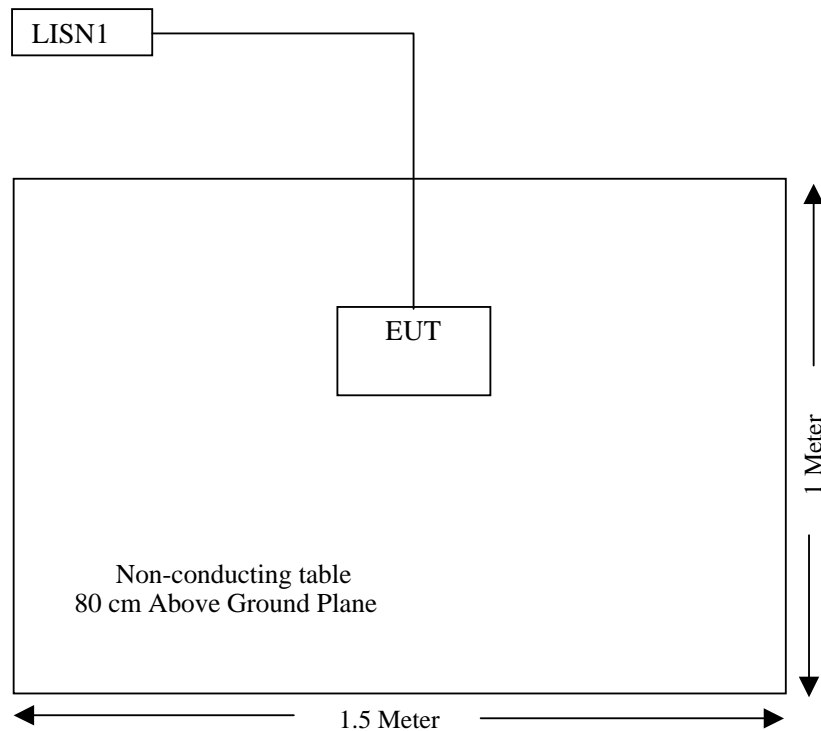 LISN1
EUT
1 Meter
Non-conducting table
80 cm Above Ground Plane
1.5 Meter